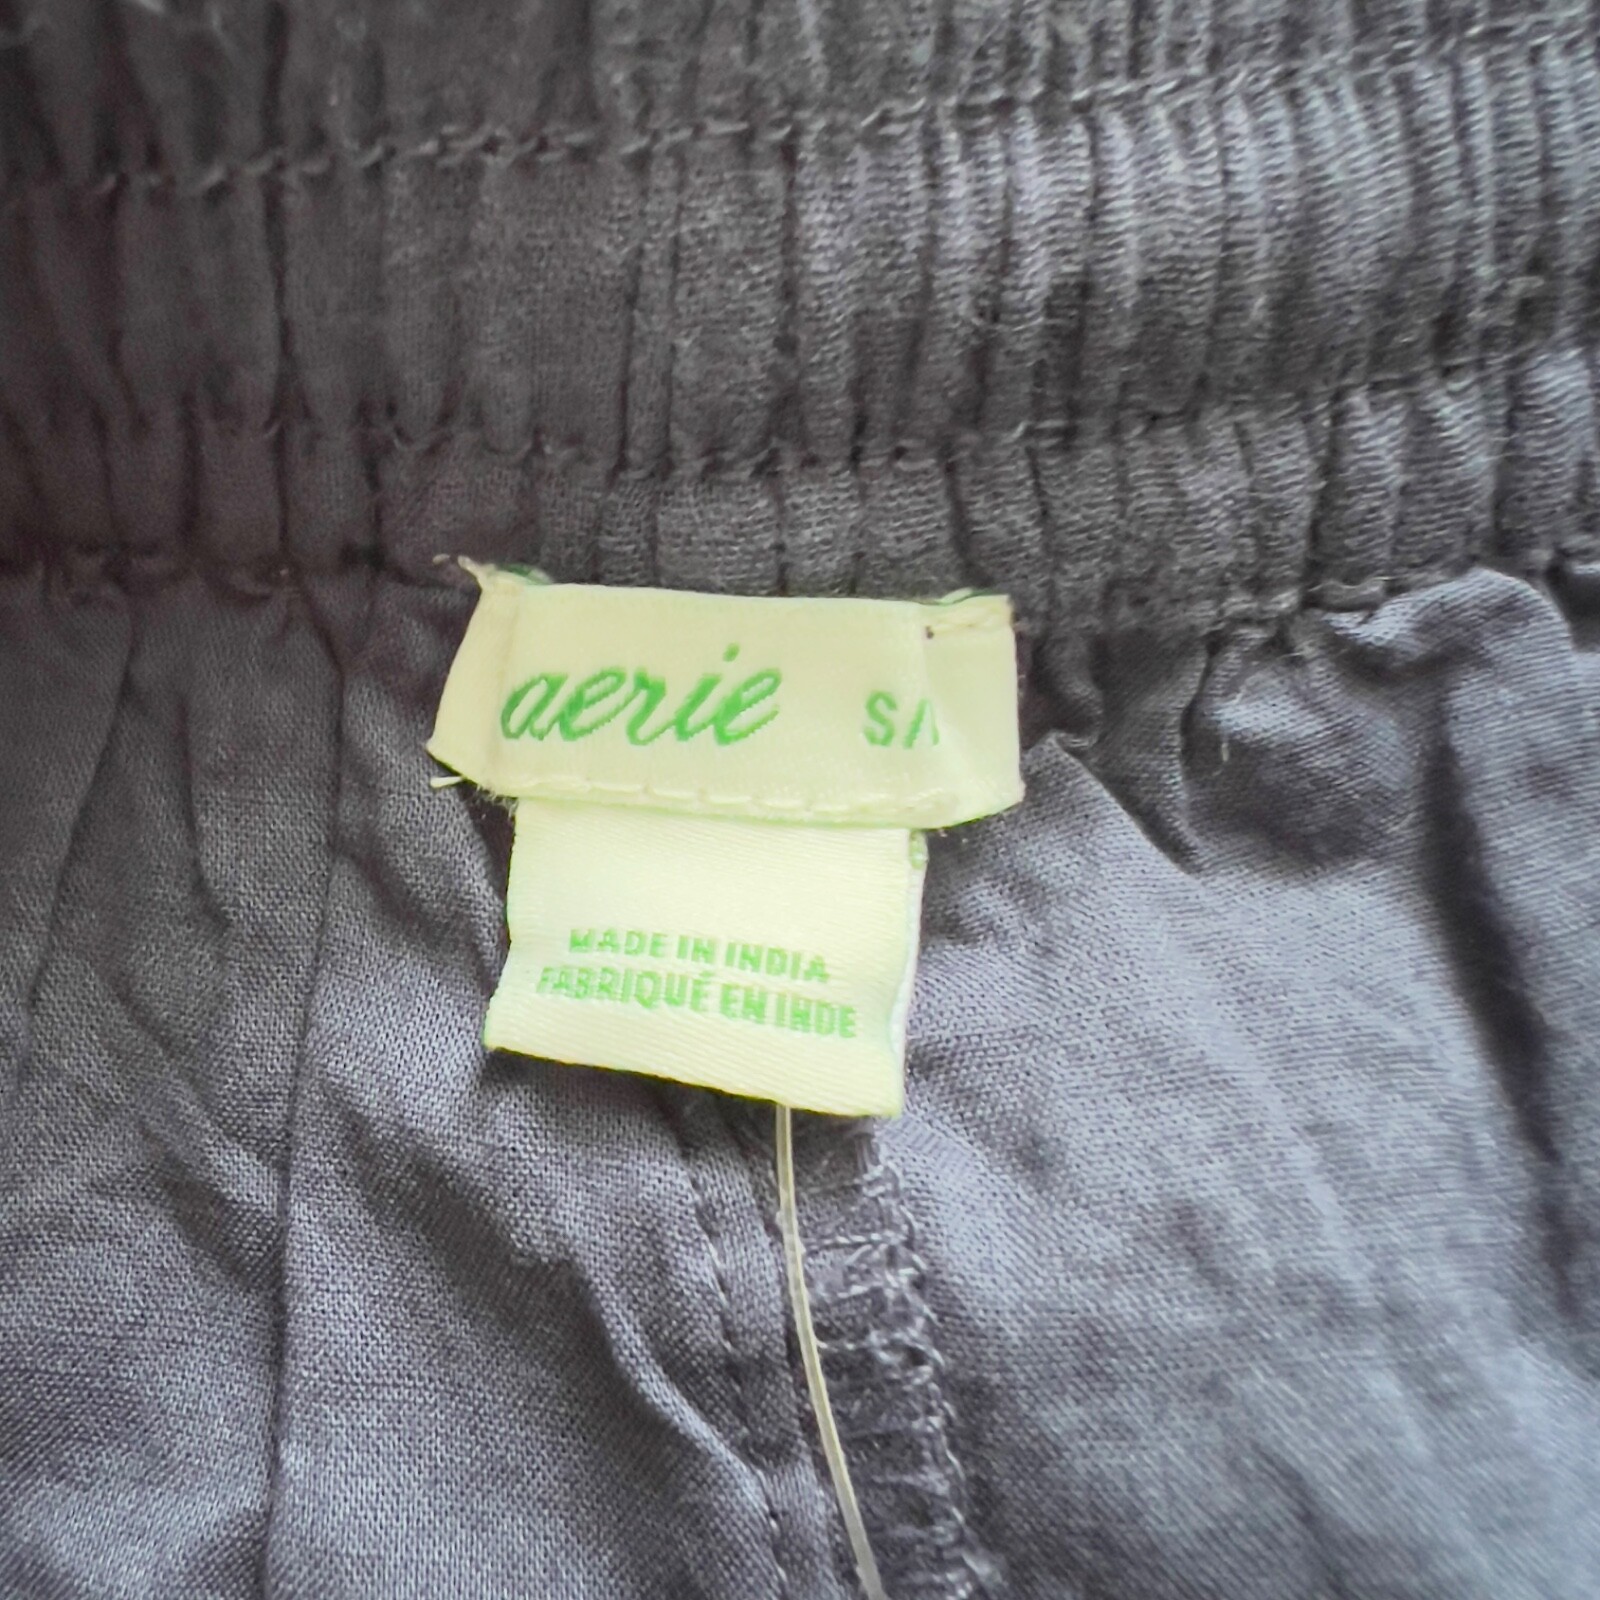 aerie S/
MADE IN INDIA
FABRIQUÉ EN INDE